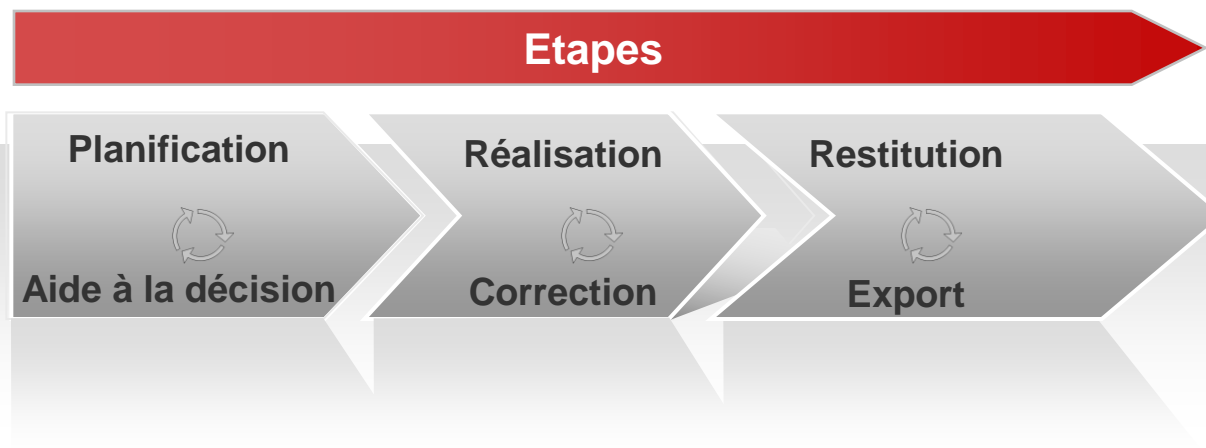 Etapes
Planification
Aide à la décision
Réalisation
Correction
Restitution
Export